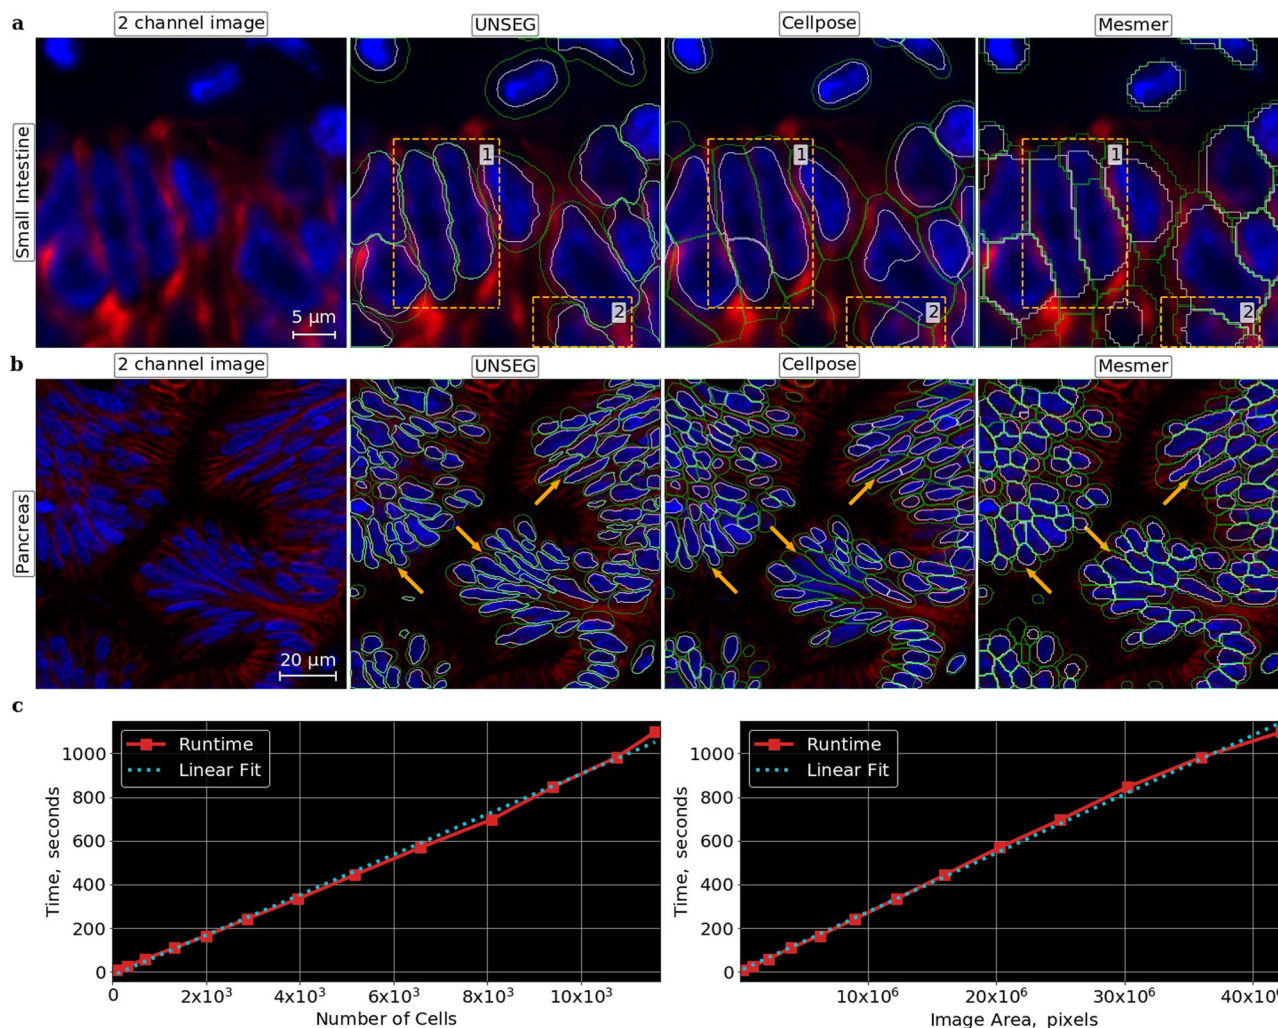 a
2 channel image UNSEG Cellpose Mesmer
Small Intestine
1 1 1
2 2 2
5 μm
b
2 channel image UNSEG Cellpose Mesmer
Pancreas
20 μm
c
Runtime
Linear Fit
Time, seconds
1000
800
600
400
200
0
0 2x10³ 4x10³ 6x10³ 8x10³ 10x10³
Number of Cells
Runtime
Linear Fit
Time, seconds
1000
800
600
400
200
0
10x10⁶ 20x10⁶ 30x10⁶ 40x10⁶
Image Area, pixels